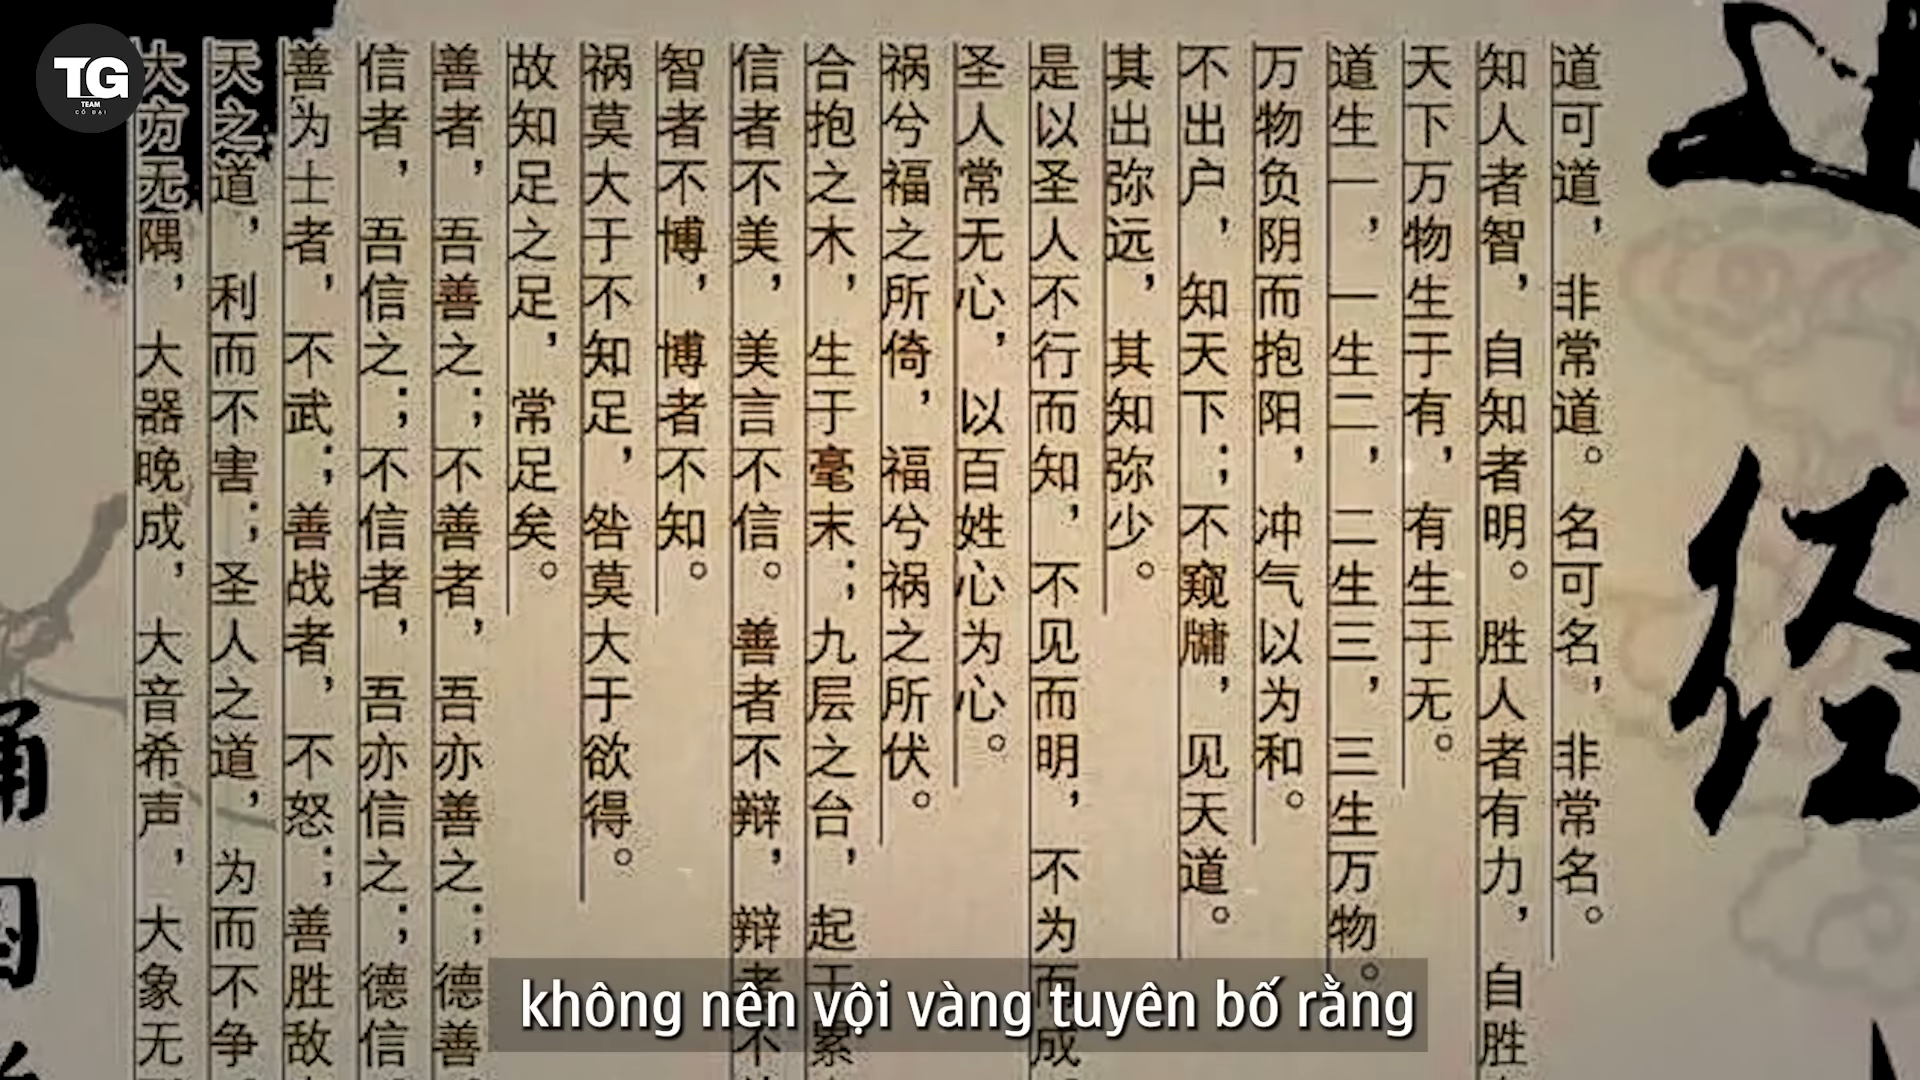 道可道，非常道。名可名，非常名。
知人者智，自知者明。胜人者有力，自胜
天下万物生于有，有生于无。
道生一，一生二，二生三，三生万物。
万物负阴而抱阳，冲气以为和。
不出户，知天下；不窥牖，见天道。
其出弥远，其知弥少。
是以圣人不行而知，不见而明，不为而成
圣人常无心，以百姓心为心。
祸兮福之所倚，福兮祸之所伏。
合抱之木，生于毫末；九层之台，起于累
信者不美，美言不信。善者不辩，辩者不
智者不博，博者不知。
祸莫大于不知足，咎莫大于欲得。
故知足之足，常足矣。
善者，吾善之；不善者，吾亦善之；德善
信者，吾信之；不信者，吾亦信之；德信
善为士者，不武；善战者，不怒；善胜敌
天之道，利而不害；圣人之道，为而不争
大方无隅，大器晚成，大音希声，大象无
经
TG
TEAM
CỔ ĐẠI
không nên vội vàng tuyên bố rằng